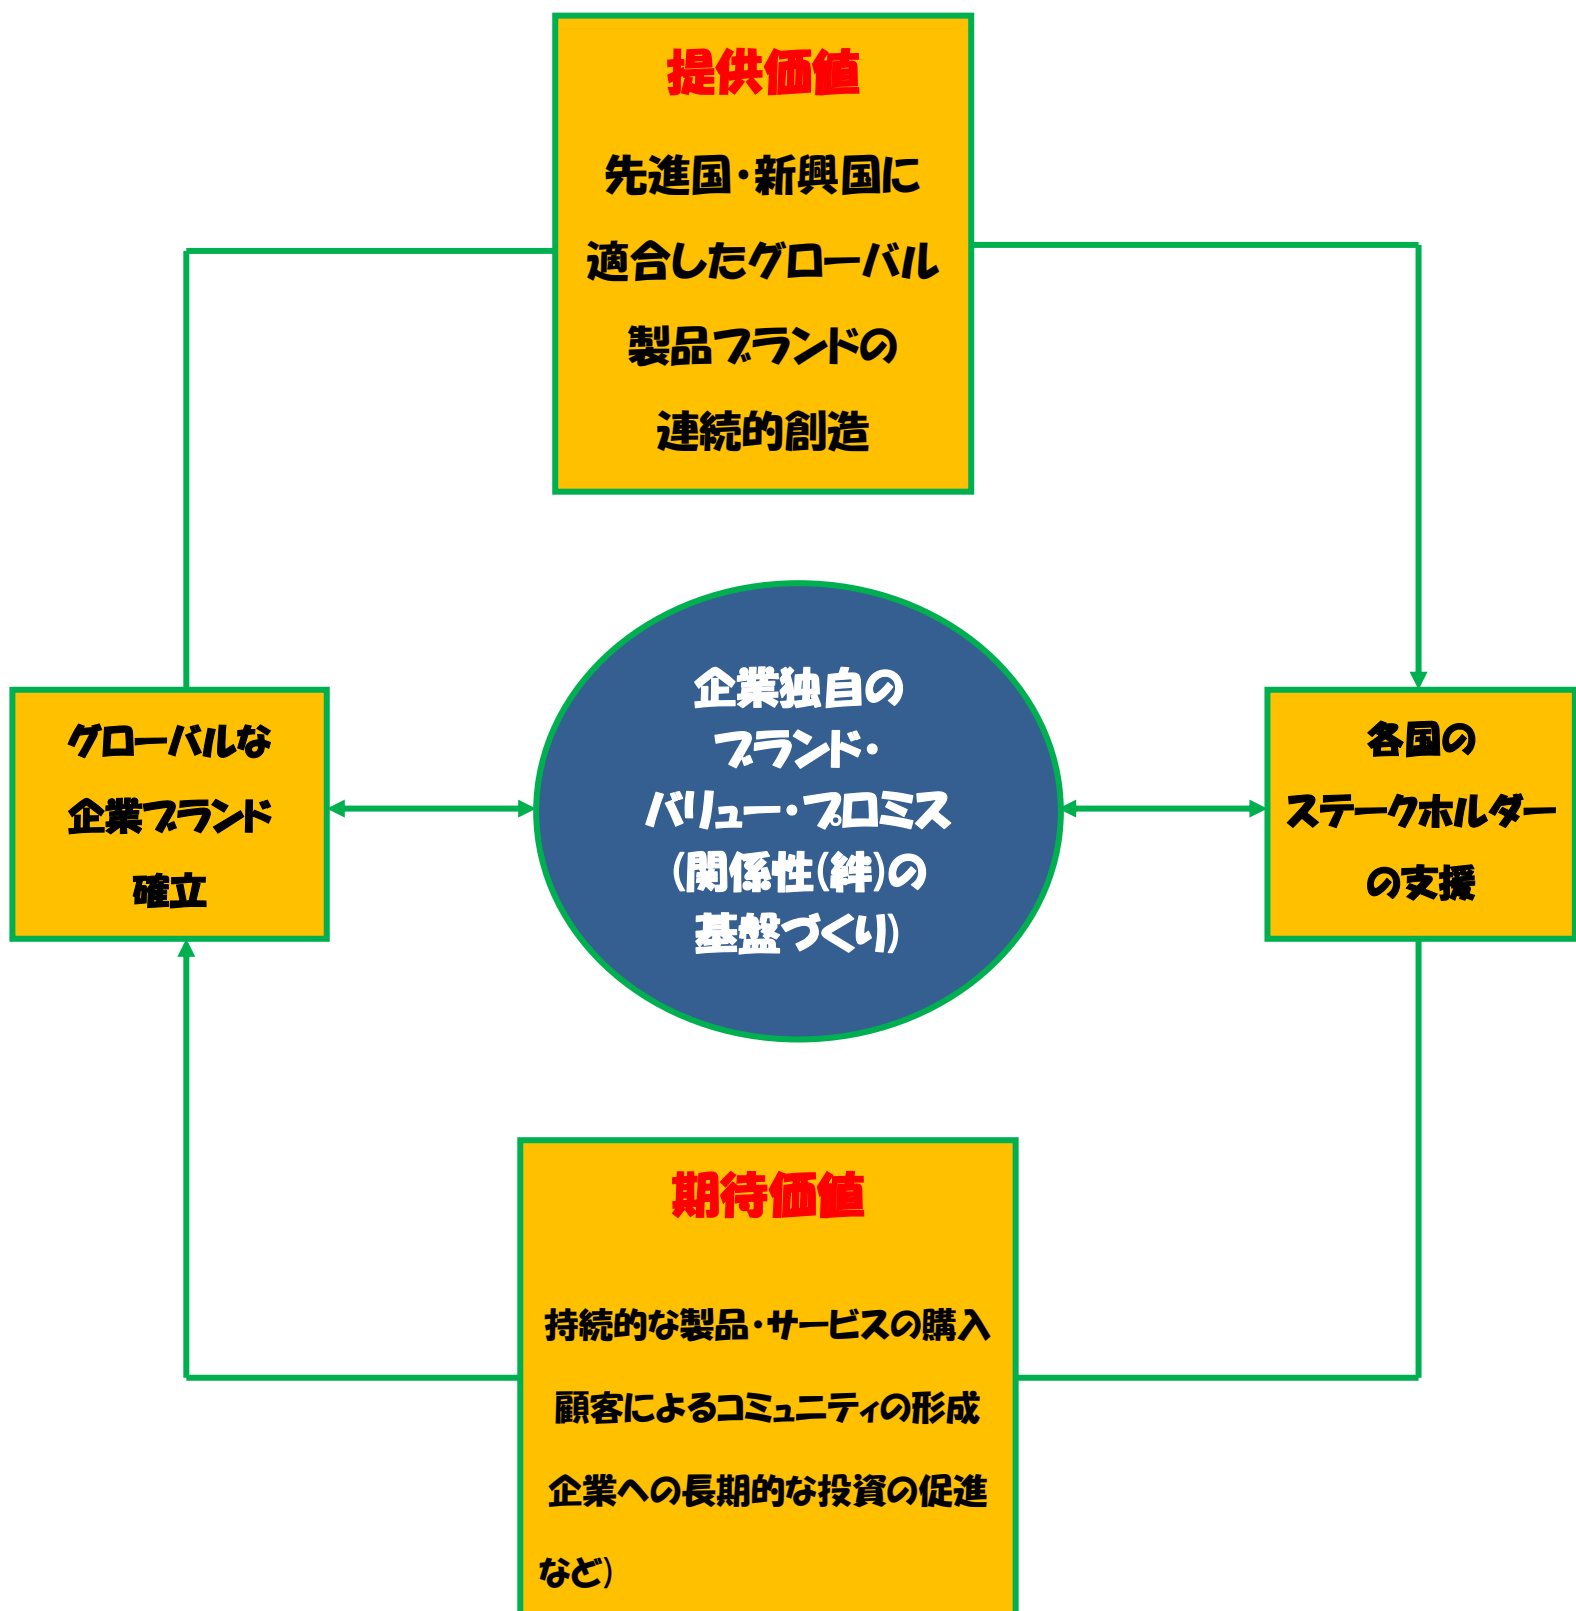 提供価値
先進国・新興国に
適合したグローバル
製品ブランドの
連続的創造
グローバルな
企業ブランド
確立
企業独自の
ブランド・
バリュー・プロミス
(関係性(絆)の
基盤づくり)
各国の
ステークホルダー
の支援
期待価値
持続的な製品・サービスの購入
顧客によるコミュニティの形成
企業への長期的な投資の促進
など)